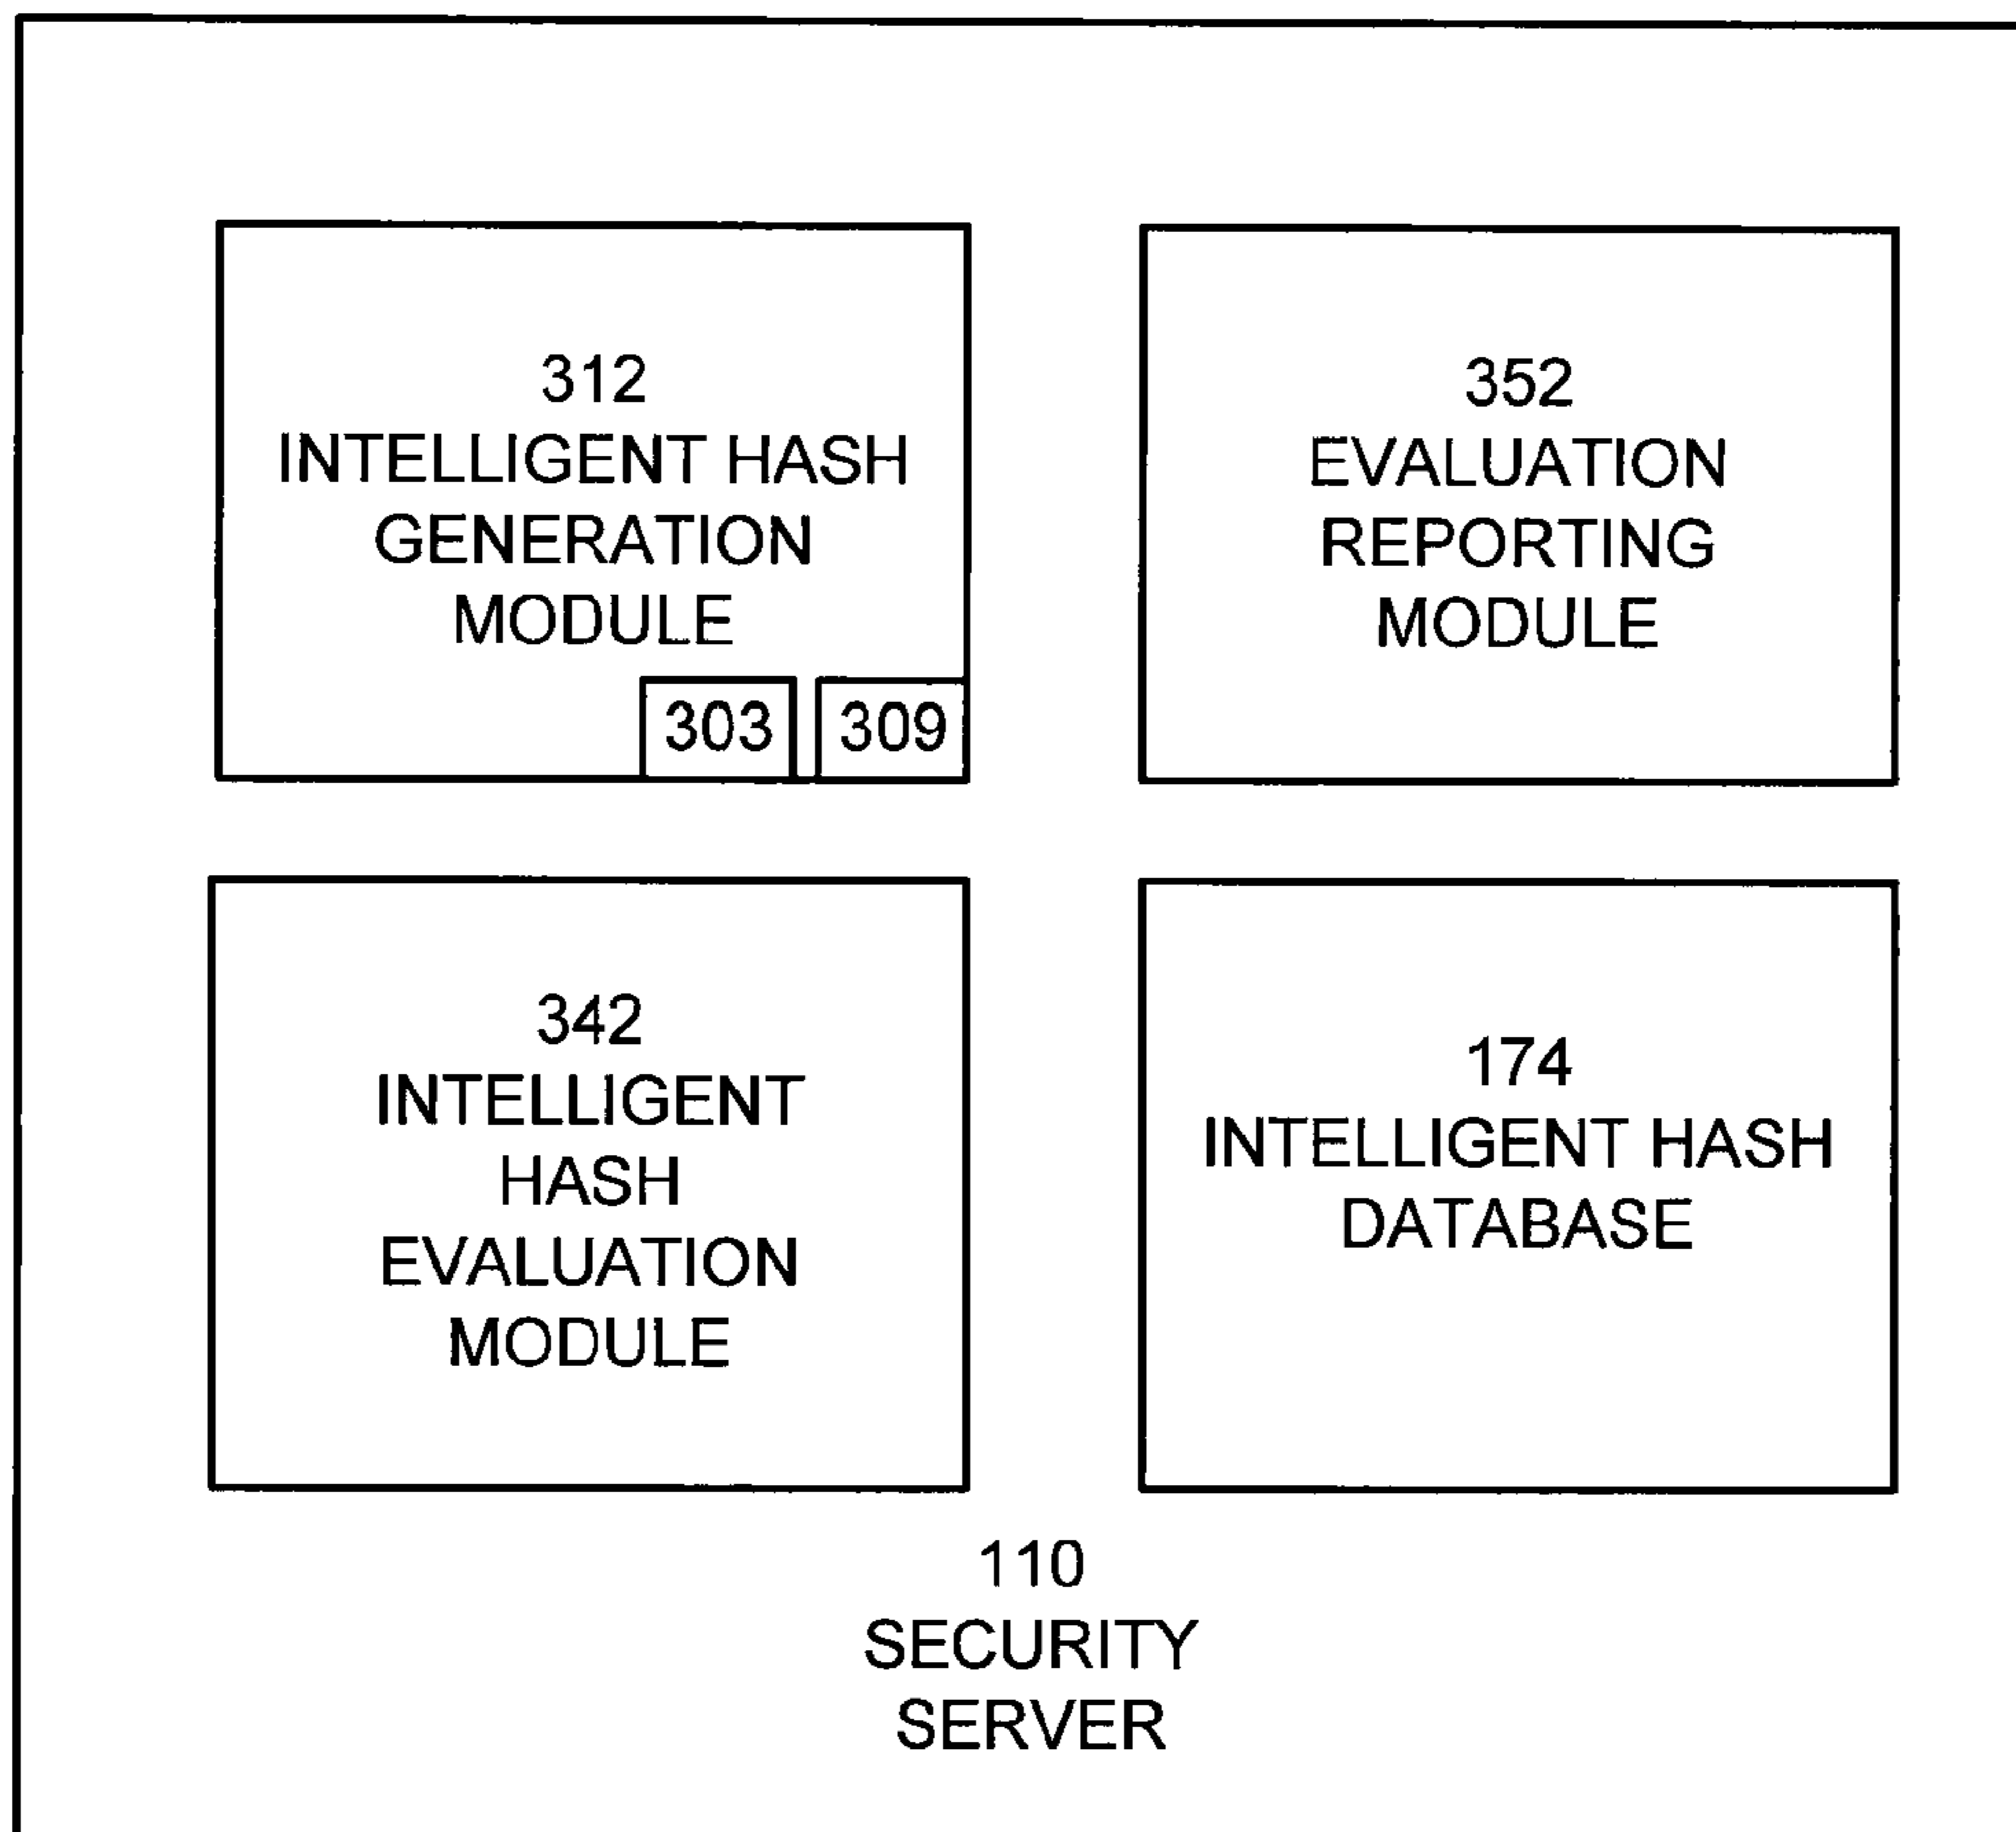 312
INTELLIGENT HASH
GENERATION
MODULE
303
309
352
EVALUATION
REPORTING
MODULE
342
INTELLIGENT
HASH
EVALUATION
MODULE
174
INTELLIGENT HASH
DATABASE
110
SECURITY
SERVER